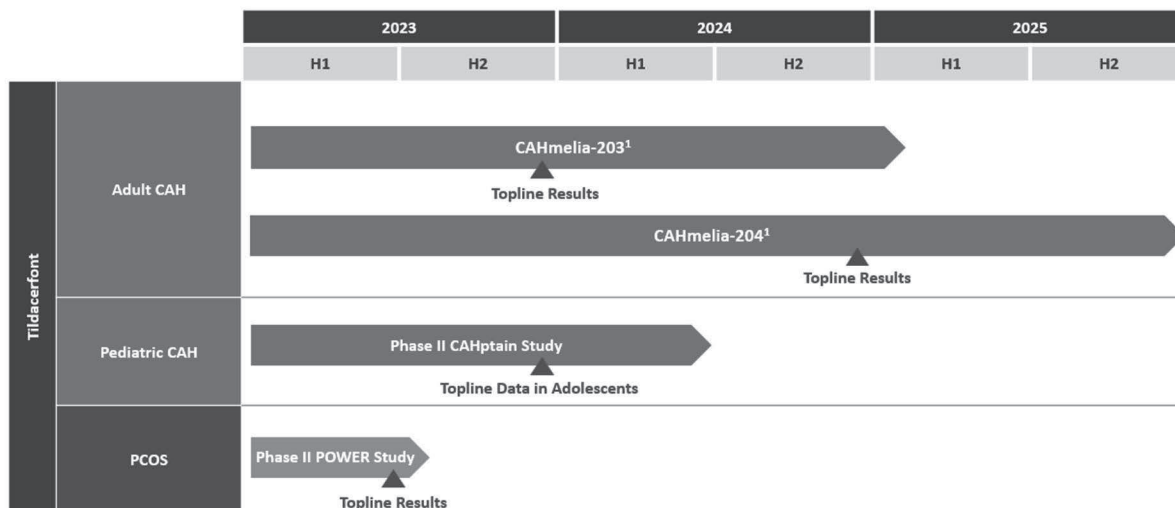 2023 2024 2025
H1 H2 H1 H2 H1 H2
Tildacerfont
Adult CAH
CAHmelia-203¹
Topline Results
CAHmelia-204¹
Topline Results
Pediatric CAH
Phase II CAHptain Study
Topline Data in Adolescents
PCOS
Phase II POWER Study
Topline Results